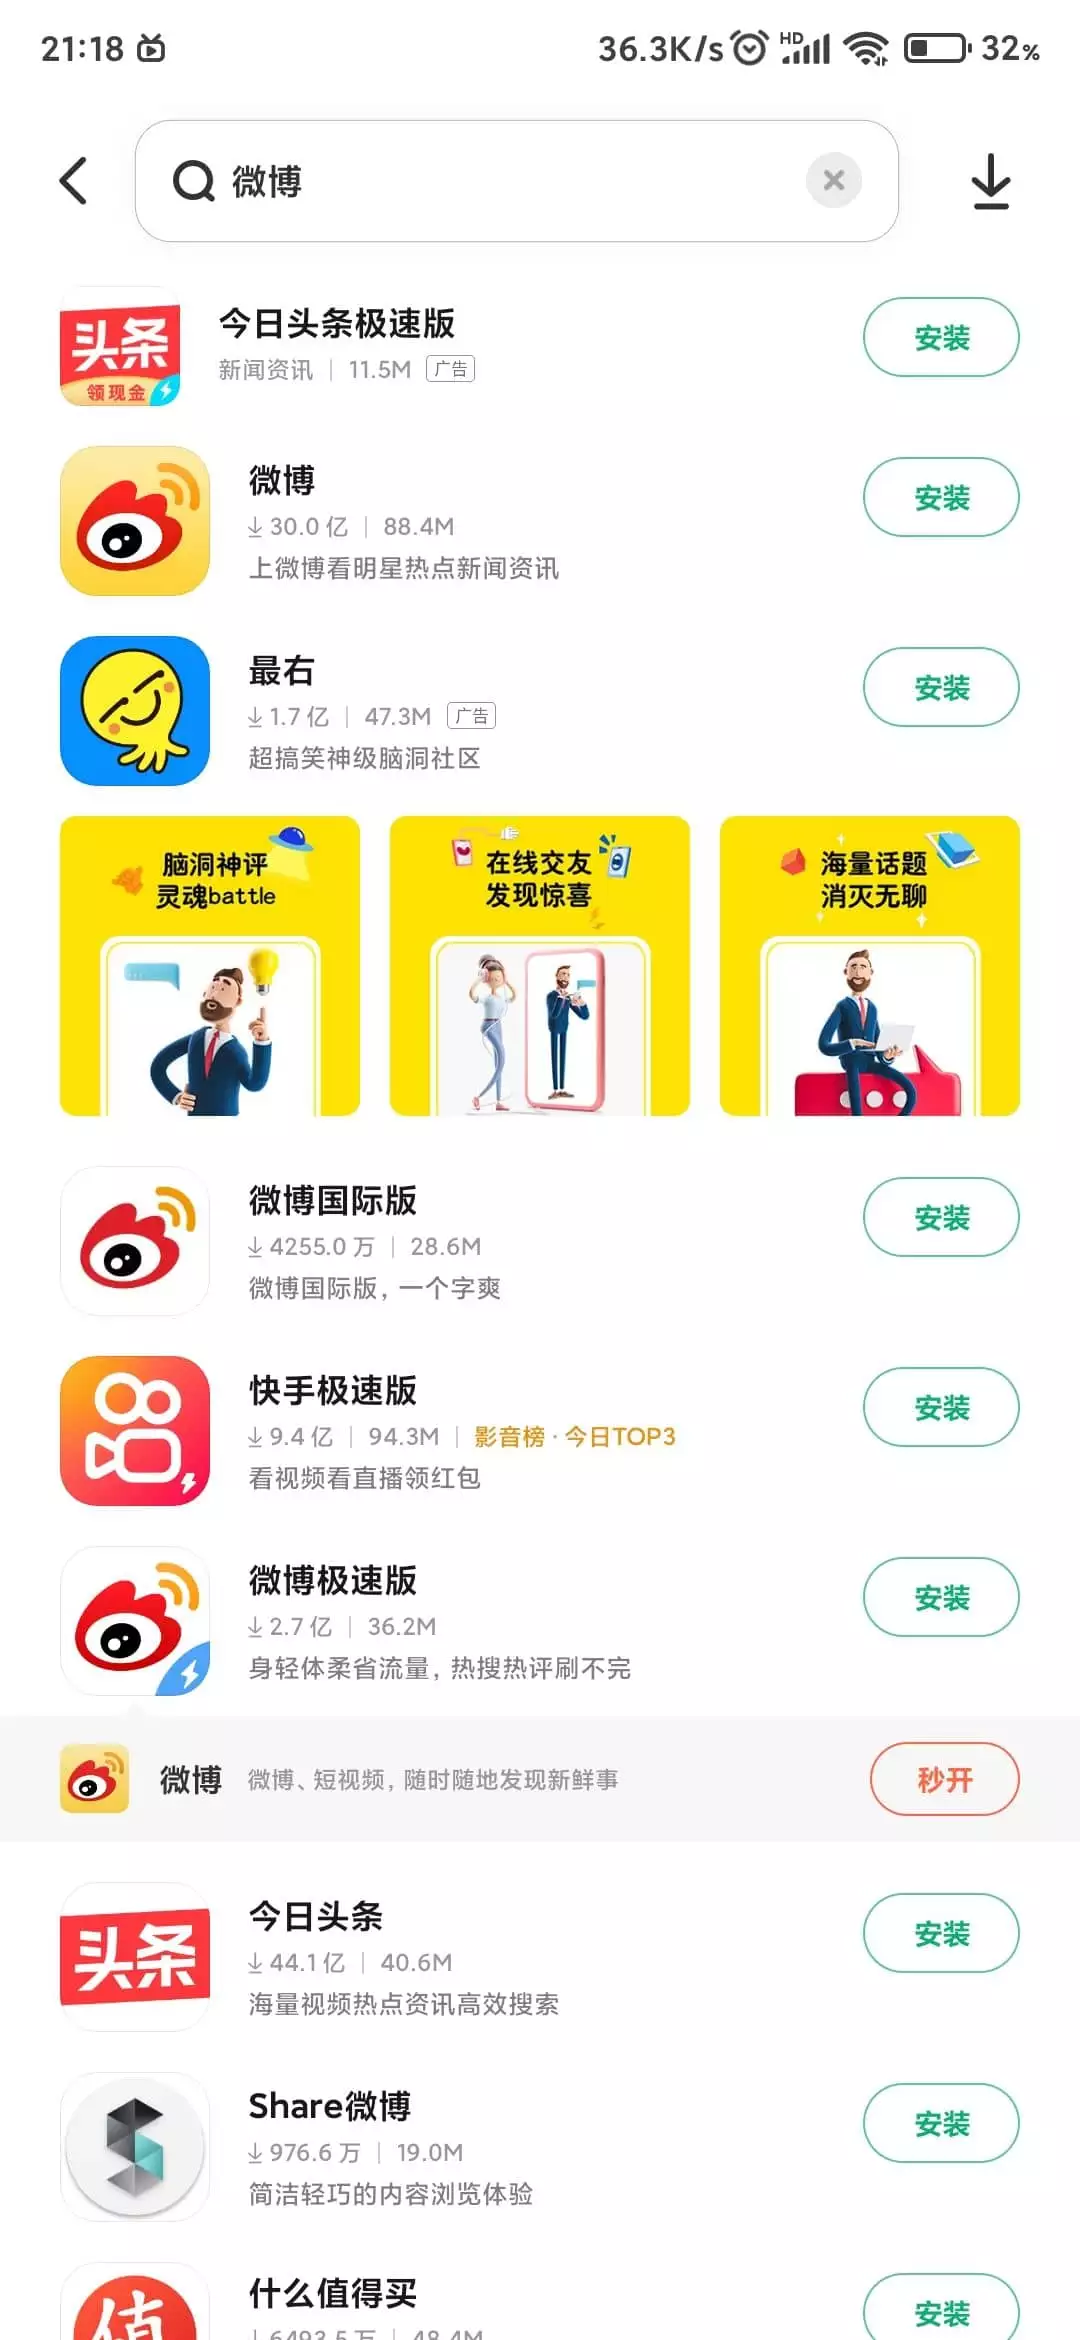 21:18 36.3K/s HD 32%
微博
头条
领现金
今日头条极速版
新闻资讯 11.5M 广告
安装
微博
30.0 亿 88.4M
上微博看明星热点新闻资讯
安装
最右
1.7 亿 47.3M 广告
超搞笑神级脑洞社区
安装
脑洞神评
灵魂battle
在线交友
发现惊喜
海量话题
消灭无聊
微博国际版
4255.0 万 28.6M
微博国际版，一个字爽
安装
快手极速版
9.4 亿 94.3M 影音榜·今日TOP3
看视频看直播领红包
安装
微博极速版
2.7 亿 36.2M
身轻体柔省流量，热搜热评刷不完
安装
微博 微博、短视频，随时随地发现新鲜事 秒开
头条
今日头条
44.1 亿 40.6M
海量视频热点资讯高效搜索
安装
Share微博
976.6 万 19.0M
简洁轻巧的内容浏览体验
安装
值
什么值得买
6493.5 万 48.4M
安装